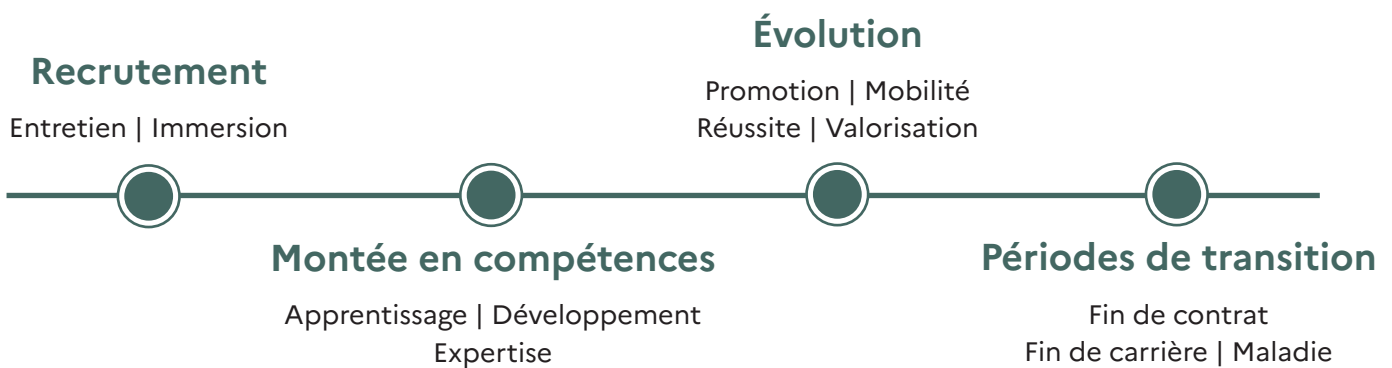 Recrutement
Entretien | Immersion
Montée en compétences
Apprentissage | Développement
Expertise
Évolution
Promotion | Mobilité
Réussite | Valorisation
Périodes de transition
Fin de contrat
Fin de carrière | Maladie